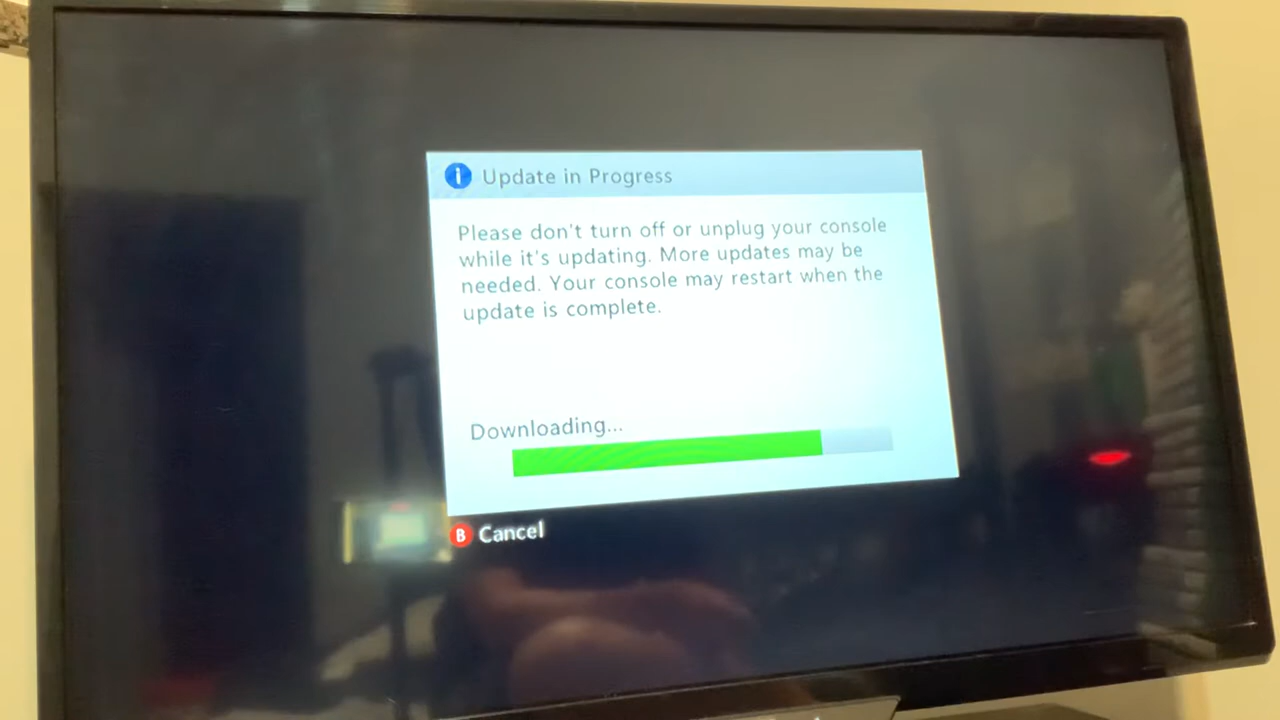 i Update in Progress
Please don't turn off or unplug your console
while it's updating. More updates may be
needed. Your console may restart when the
update is complete.
Downloading...
B Cancel